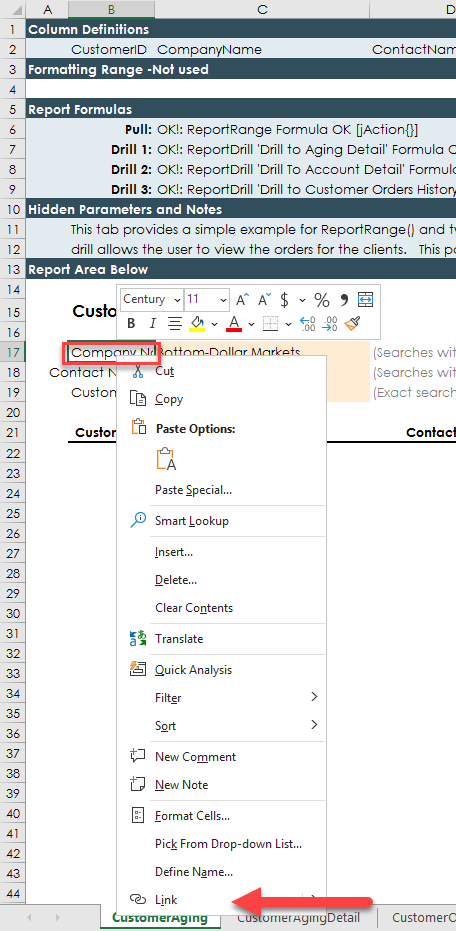 A B C D
1 Column Definitions
2 CustomerID CompanyName ContactNam
3 Formatting Range -Not used
4
5 Report Formulas
6 Pull: OK!: ReportRange Formula OK [jAction{}]
7 Drill 1: OK!: ReportDrill 'Drill to Aging Detail' Formula O
8 Drill 2: OK!: ReportDrill 'Drill To Account Detail' Formula
9 Drill 3: OK!: ReportDrill 'Drill to Customer Orders History
10 Hidden Parameters and Notes
11 This tab provides a simple example for ReportRange() and tw
12 drill allows the user to view the orders for the clients. This pa
13 Report Area Below
14
15 Custo
Century 11 A^ A˅ $ % , 
B I A
16
17 Company Na Bottom-Dollar Markets (Searches wit
18 Contact N (Searches wit
19 Custom (Exact search
20
21 Custom Contact
22
23
24
25
26
27
28
29
30
31
32
33
34
35
36
37
38
39
40
41
42
43
44
Cut
Copy
Paste Options:
Paste Special...
Smart Lookup
Insert...
Delete...
Clear Contents
Translate
Quick Analysis
Filter
Sort
New Comment
New Note
Format Cells...
Pick From Drop-down List...
Define Name...
Link
CustomerAging CustomerAgingDetail CustomerO